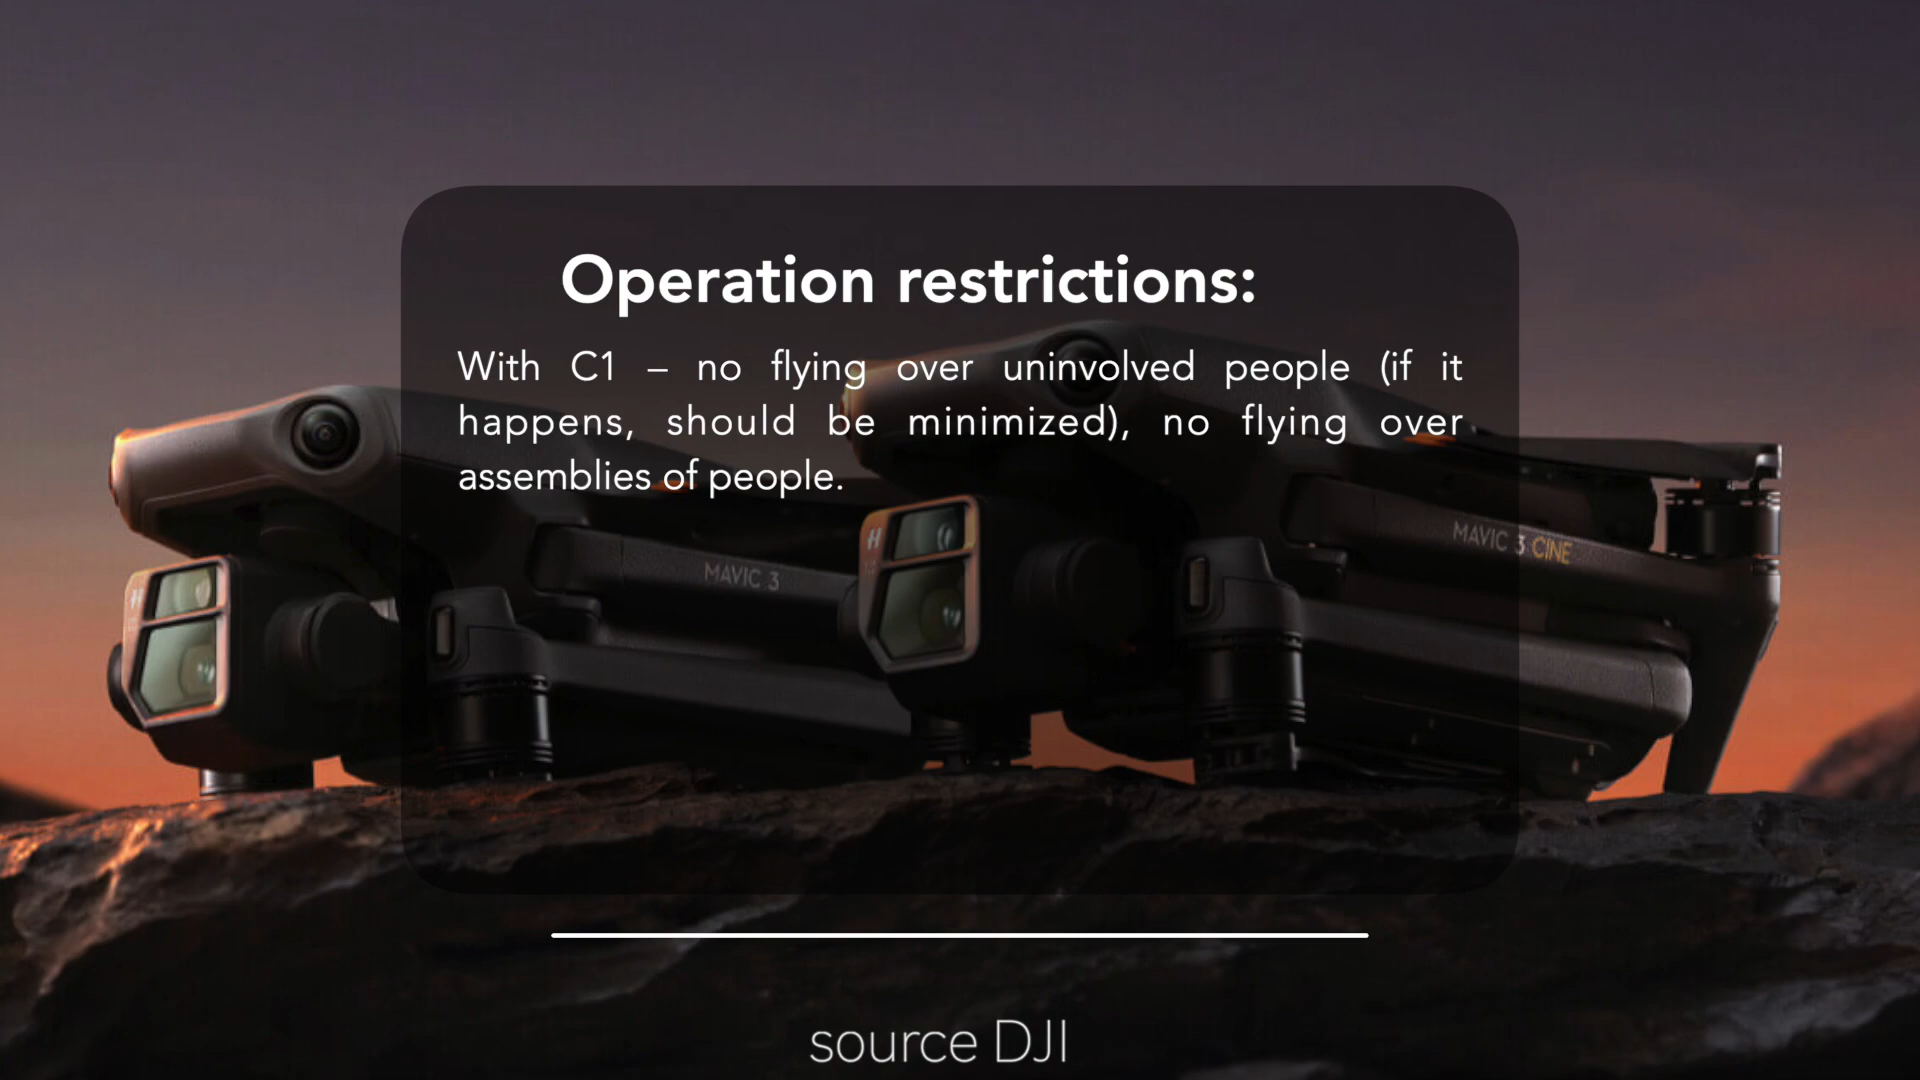 Operation restrictions:
With C1 – no flying over uninvolved people (if it
happens, should be minimized), no flying over
assemblies of people.
MAVIC 3 CINE
MAVIC 3
H
H
source DJI